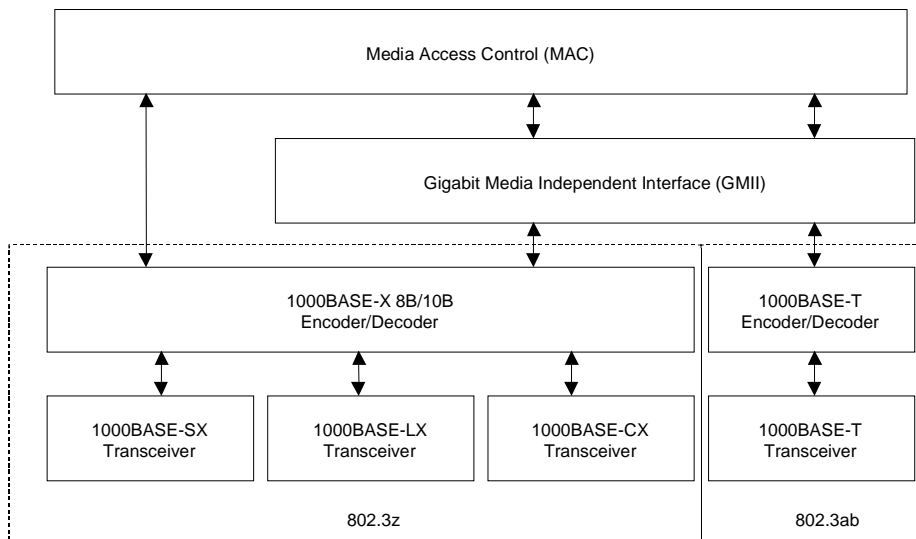 Media Access Control (MAC)
Gigabit Media Independent Interface (GMII)
1000BASE-X 8B/10B
Encoder/Decoder
1000BASE-T
Encoder/Decoder
1000BASE-SX
Transceiver
1000BASE-LX
Transceiver
1000BASE-CX
Transceiver
1000BASE-T
Transceiver
802.3z
802.3ab